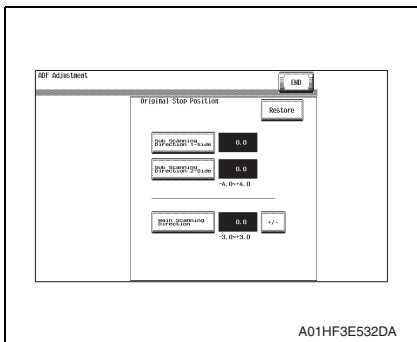 ADF Adjustment
END
Original Stop Position
Restore
Sub Scanning
Direction 1-Side
0.0
Sub Scanning
Direction 2-Side
0.0
-4.0~+4.0
Main Scanning
Direction
0.0
+/-
-3.0~+3.0
A01HF3E532DA